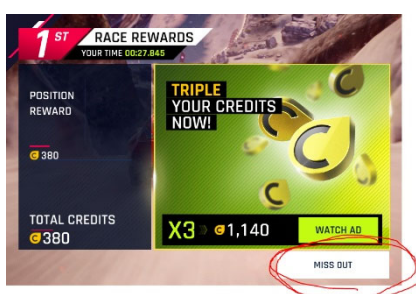 1ST
RACE REWARDS
YOUR TIME 00:27.845
POSITION
REWARD
380
TOTAL CREDITS
380
TRIPLE
YOUR CREDITS
NOW!
X3 1,140
WATCH AD
MISS OUT